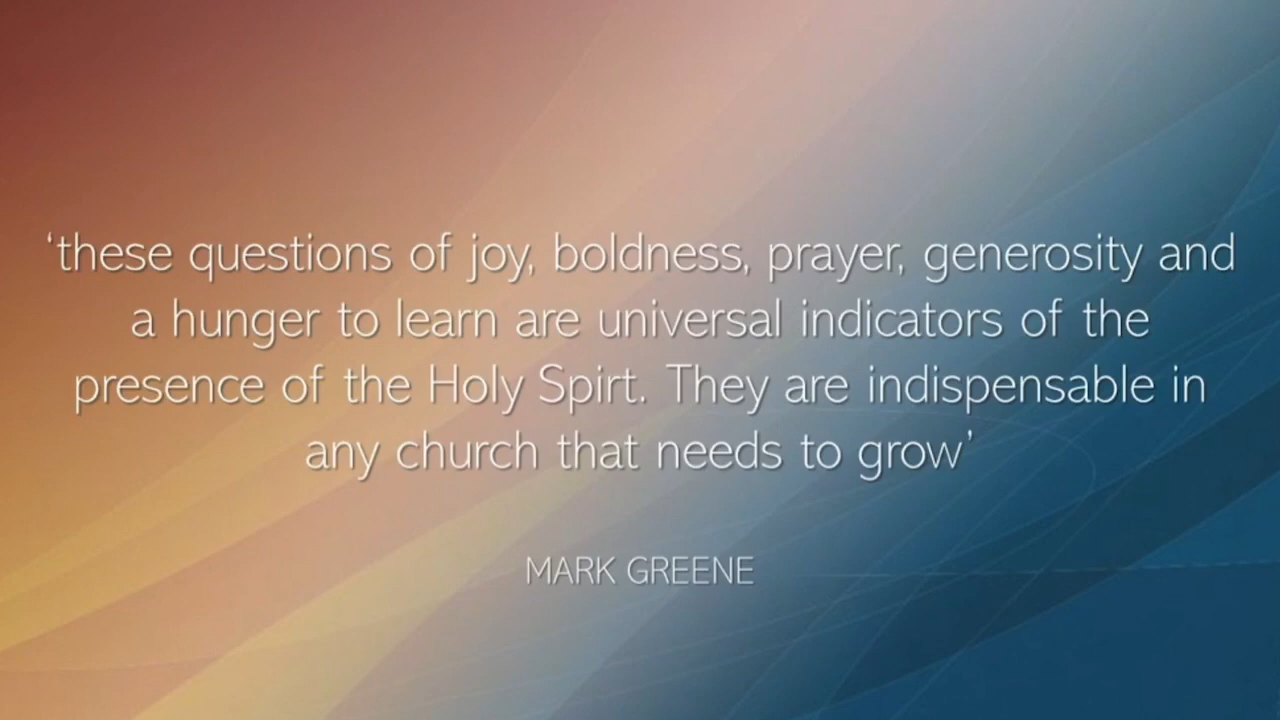 ‘these questions of joy, boldness, prayer, generosity and
a hunger to learn are universal indicators of the
presence of the Holy Spirt. They are indispensable in
any church that needs to grow’
MARK GREENE